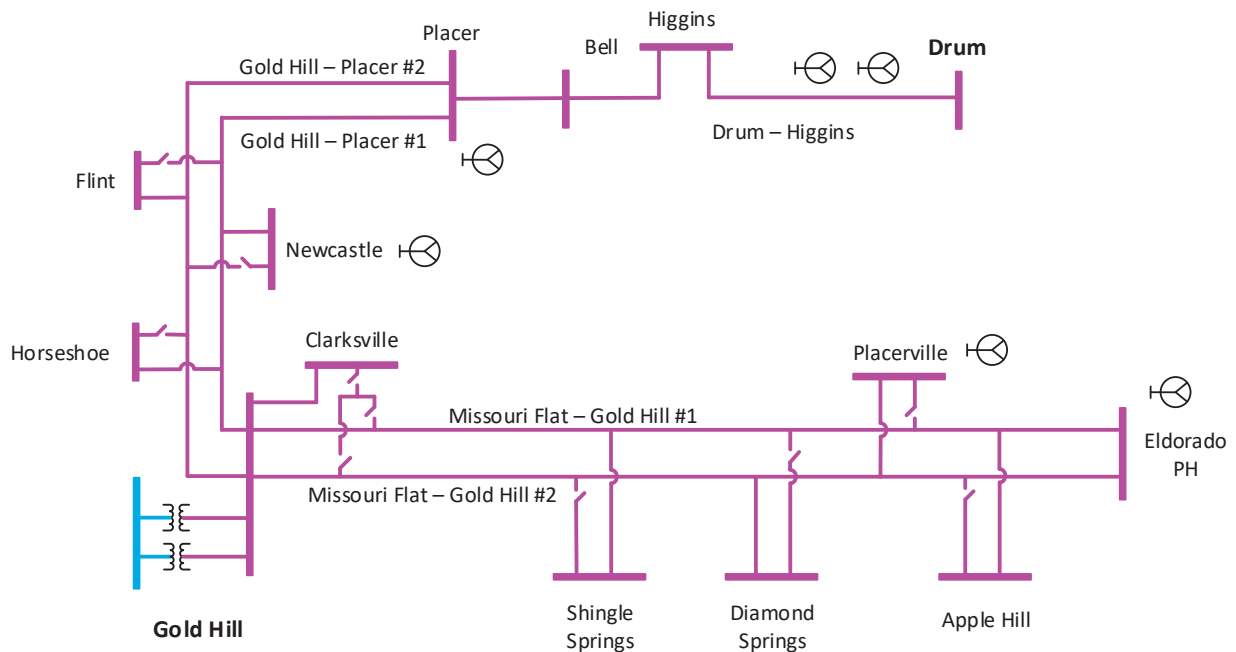 Higgins
Placer
Bell
Drum
Gold Hill – Placer #2
Gold Hill – Placer #1
Drum – Higgins
Flint
Newcastle
Horseshoe
Clarksville
Placerville
Missouri Flat – Gold Hill #1
Eldorado
PH
Missouri Flat – Gold Hill #2
Gold Hill
Shingle
Springs
Diamond
Springs
Apple Hill